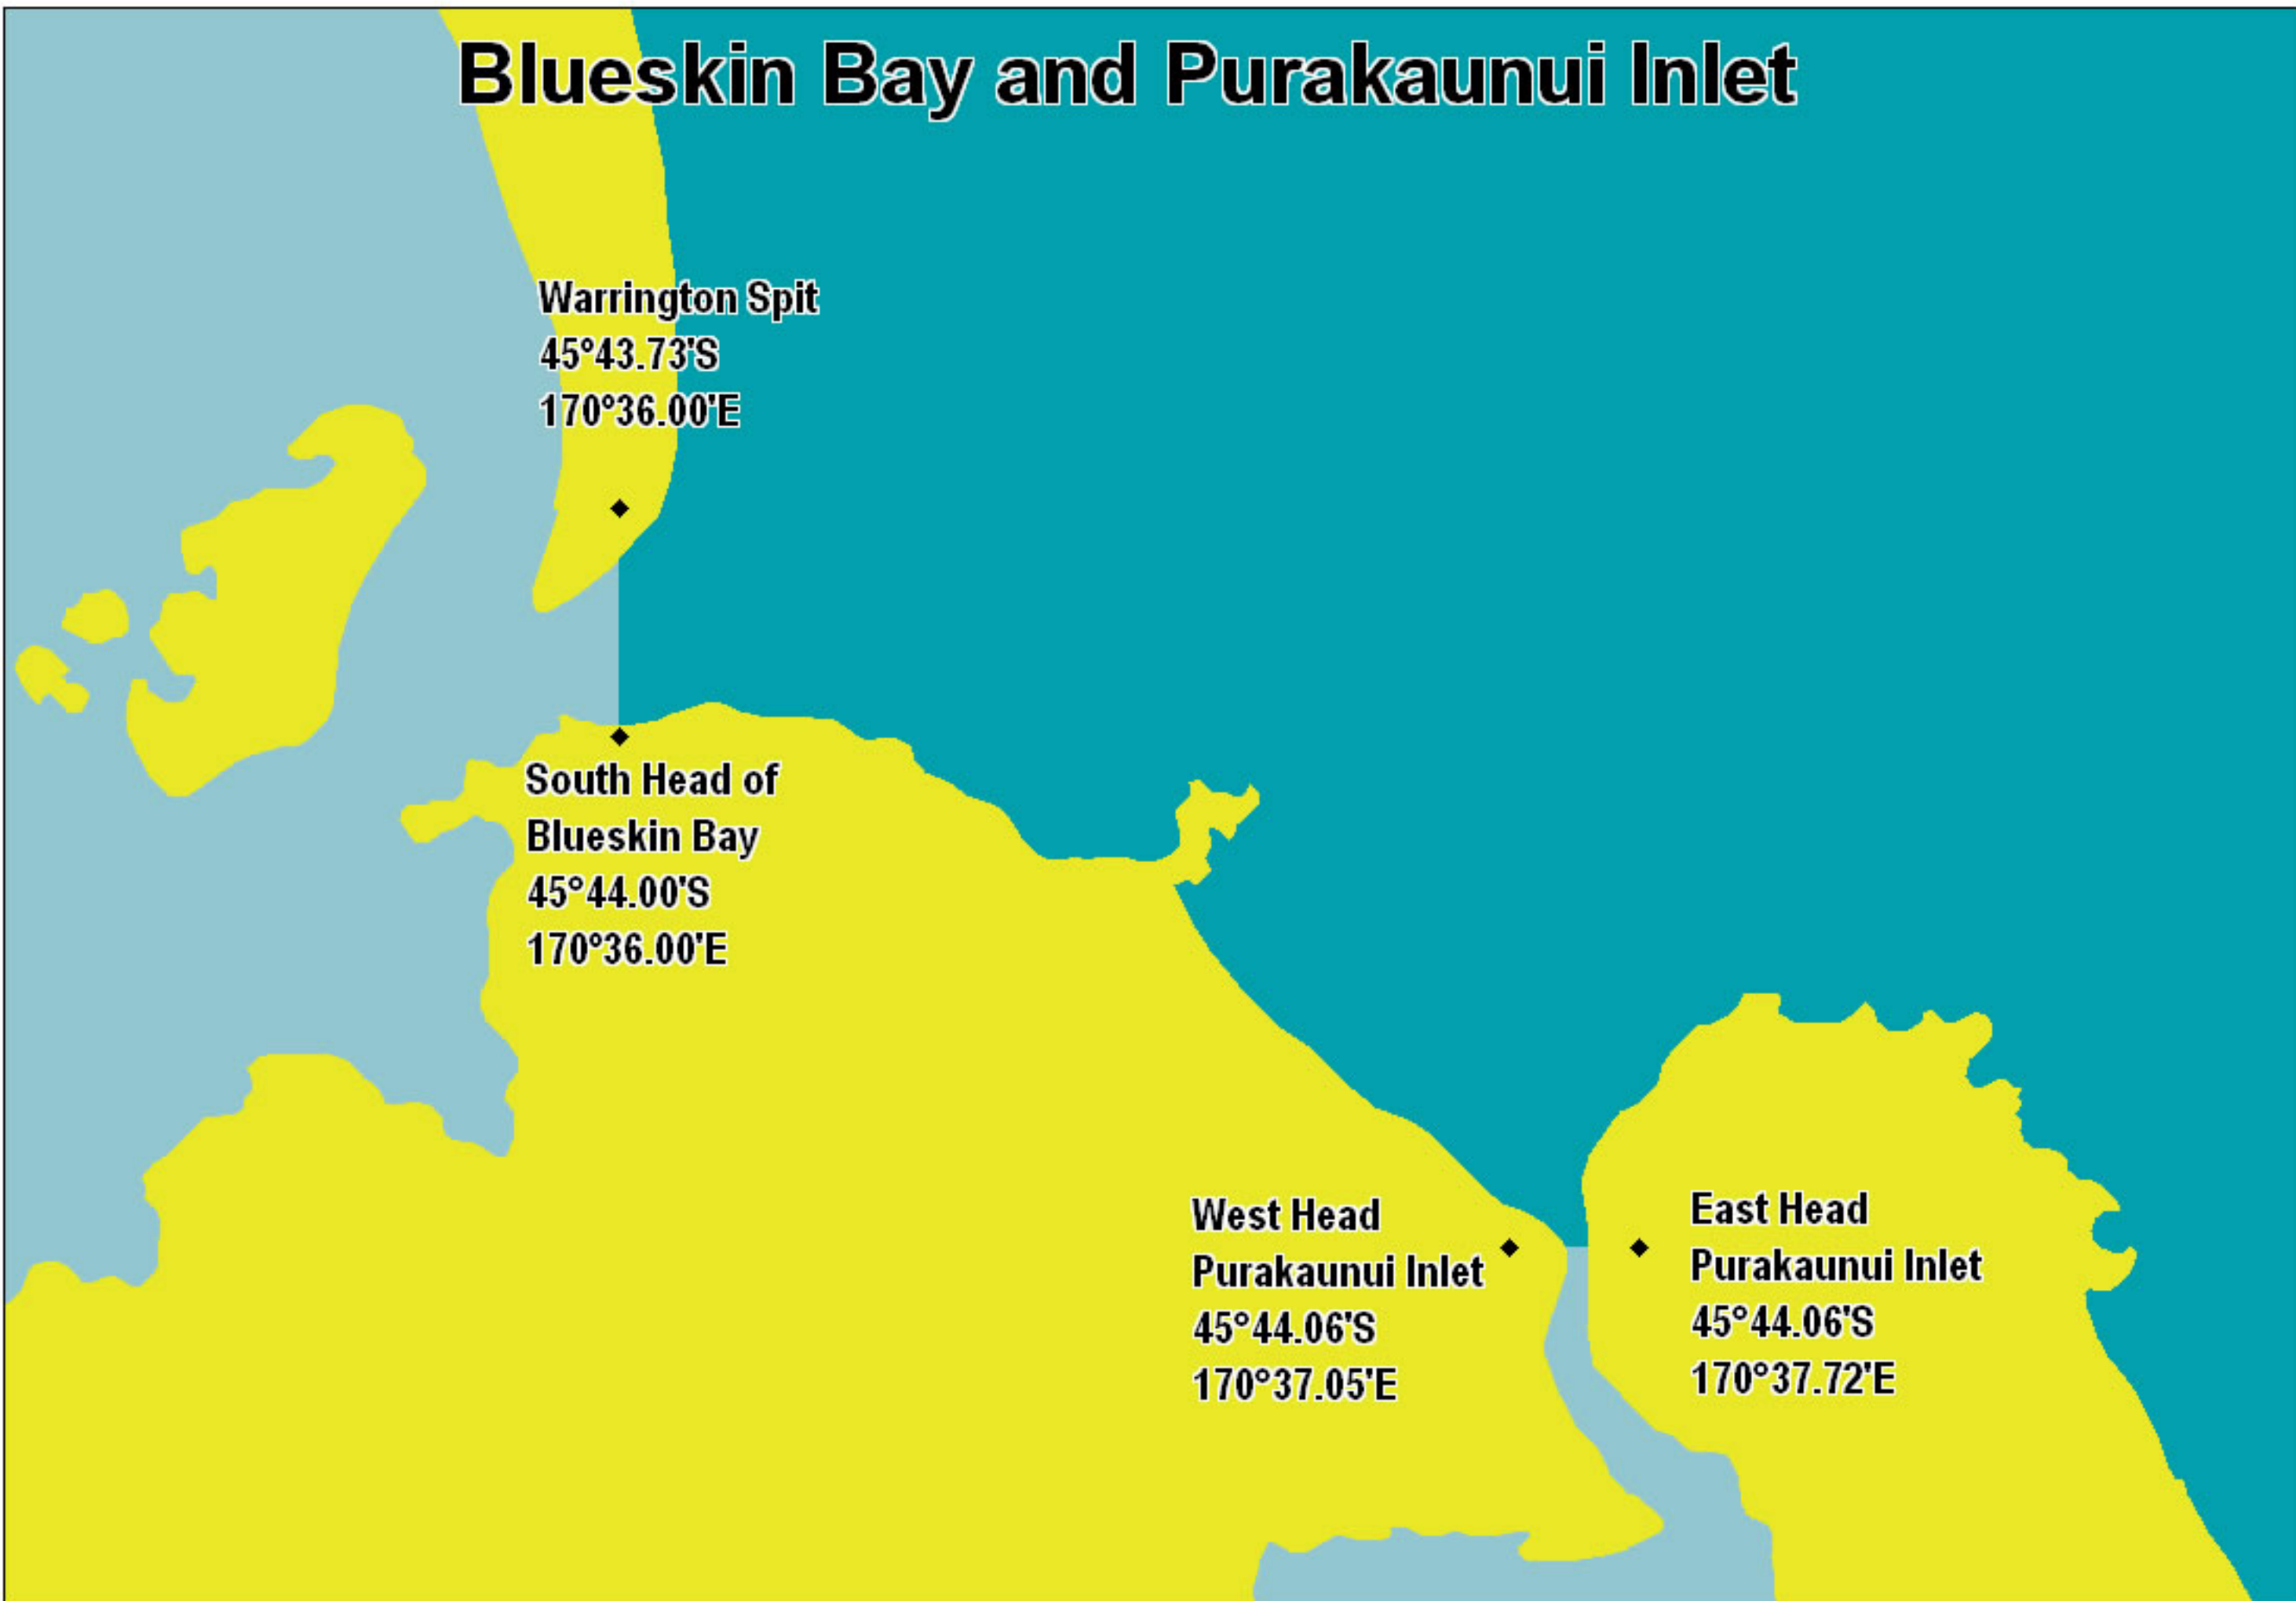 Blueskin Bay and Purakaunui Inlet
Warrington Spit
45°43.73'S
170°36.00'E
South Head of
Blueskin Bay
45°44.00'S
170°36.00'E
West Head
Purakaunui Inlet
45°44.06'S
170°37.05'E
East Head
Purakaunui Inlet
45°44.06'S
170°37.72'E